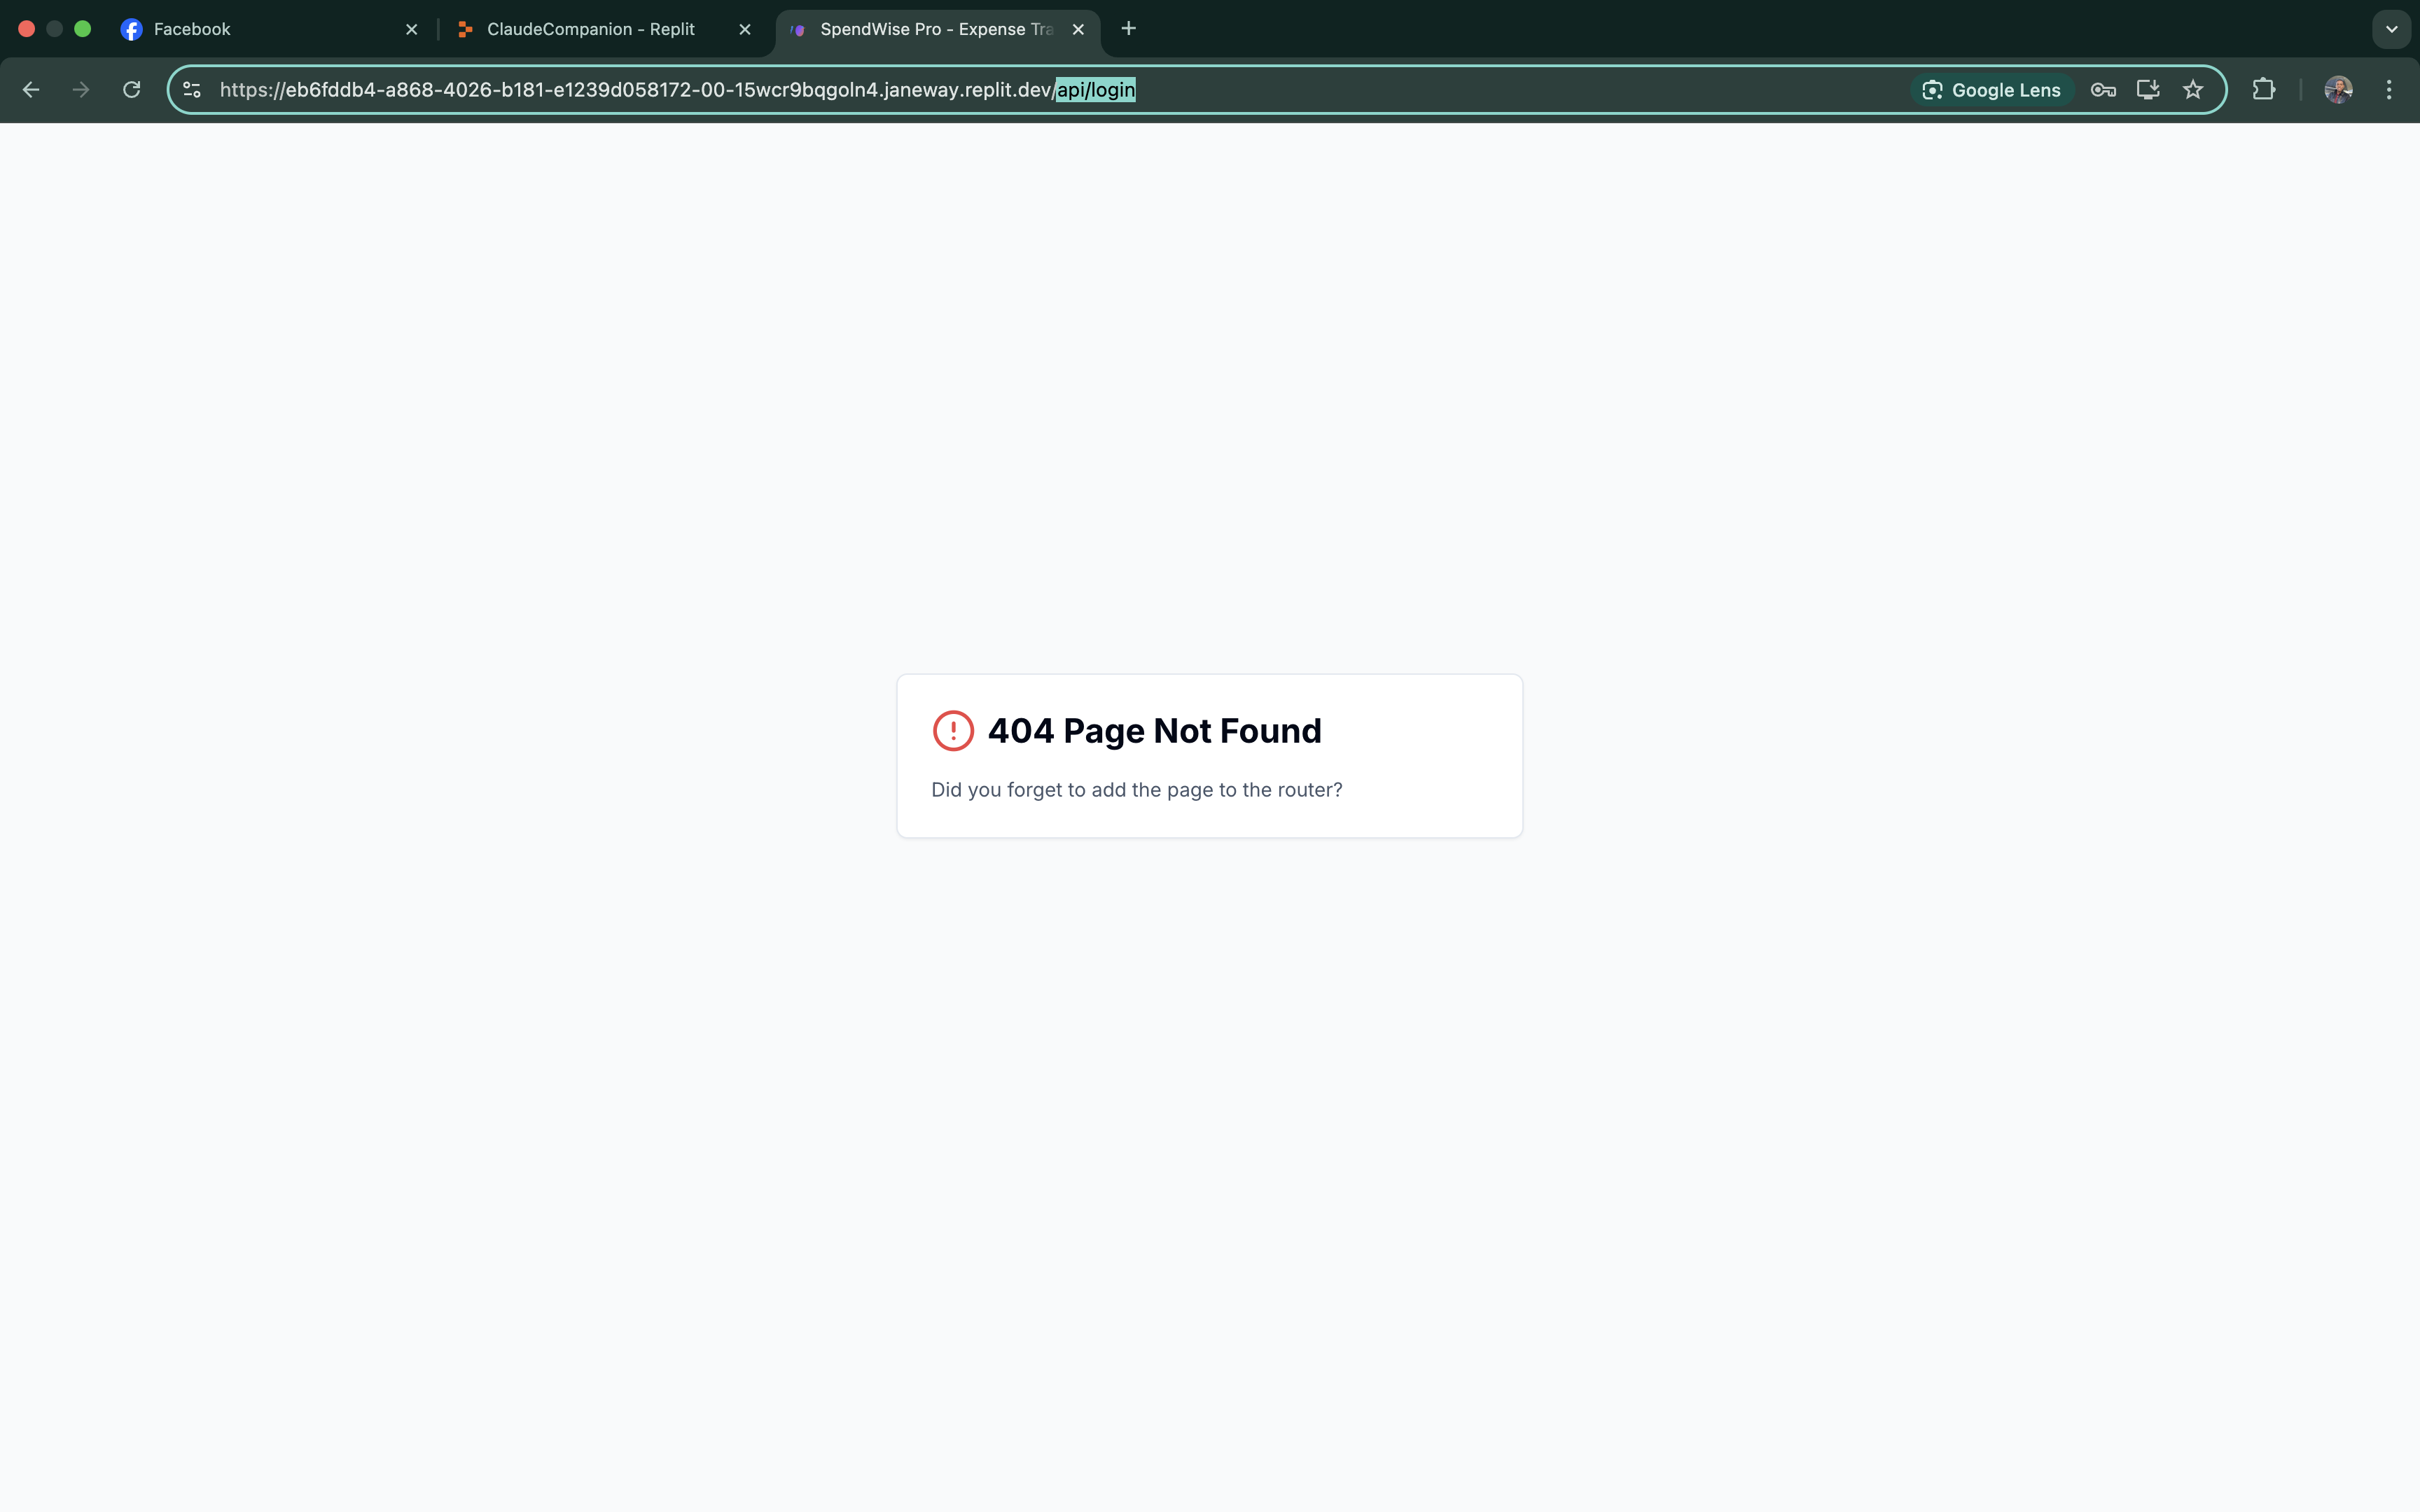 Facebook
ClaudeCompanion - Replit
SpendWise Pro - Expense Tra
https://eb6fddb4-a868-4026-b181-e1239d058172-00-15wcr9bqgoln4.janeway.replit.dev/api/login
Google Lens
404 Page Not Found
Did you forget to add the page to the router?